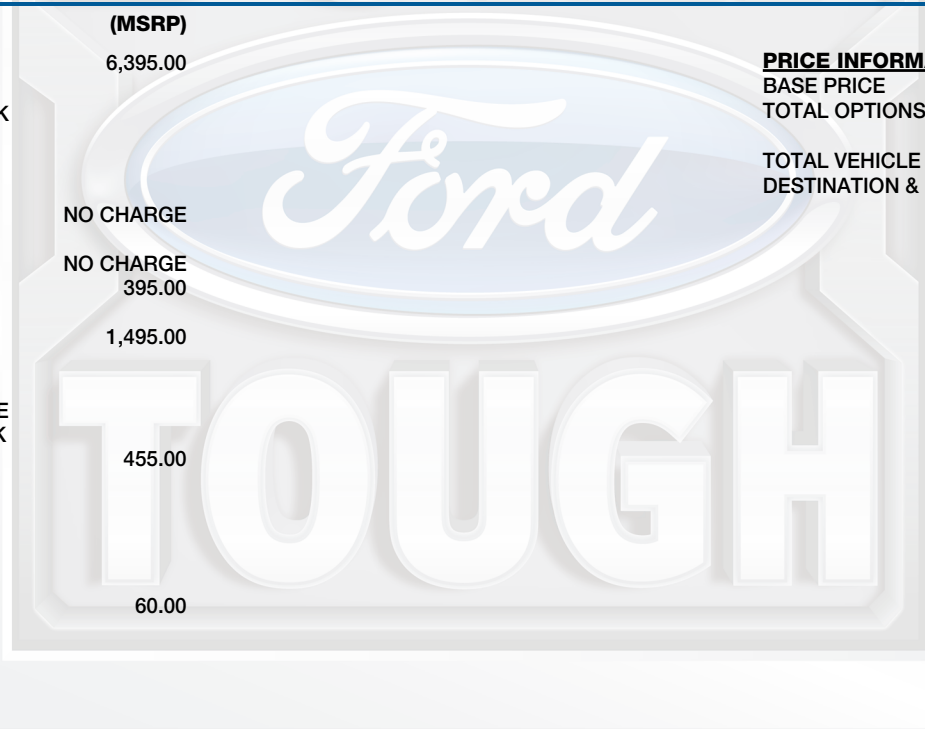 (MSRP)
6,395.00
K
NO CHARGE
NO CHARGE
395.00
1,495.00
E
K
455.00
60.00
PRICE INFORMA
BASE PRICE
TOTAL OPTIONS
TOTAL VEHICLE
DESTINATION &
Ford
TOUGH